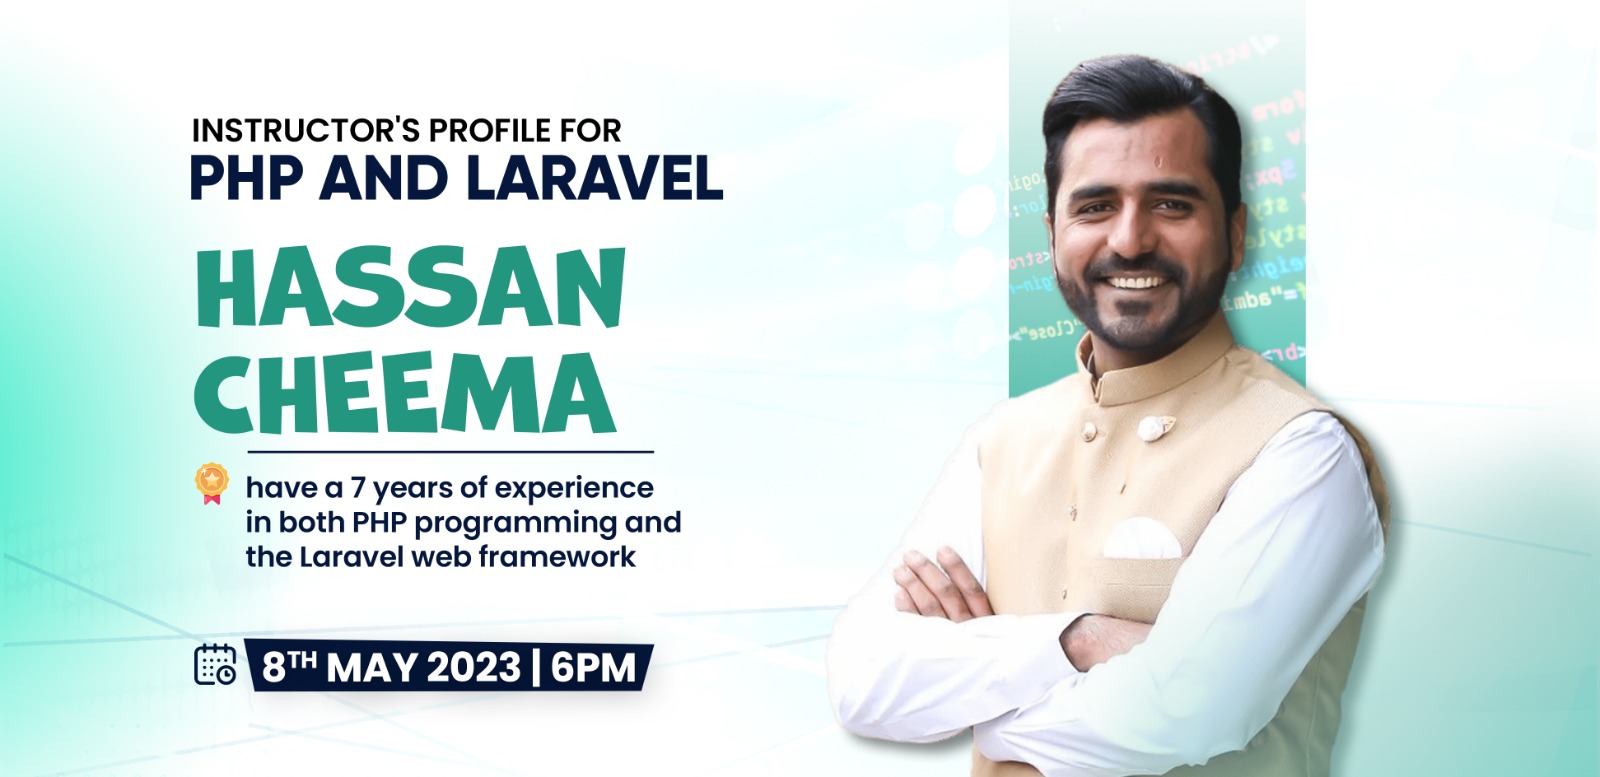 INSTRUCTOR'S PROFILE FOR
PHP AND LARAVEL
HASSAN
CHEEMA
have a 7 years of experience
in both PHP programming and
the Laravel web framework
8TH MAY 2023 | 6PM